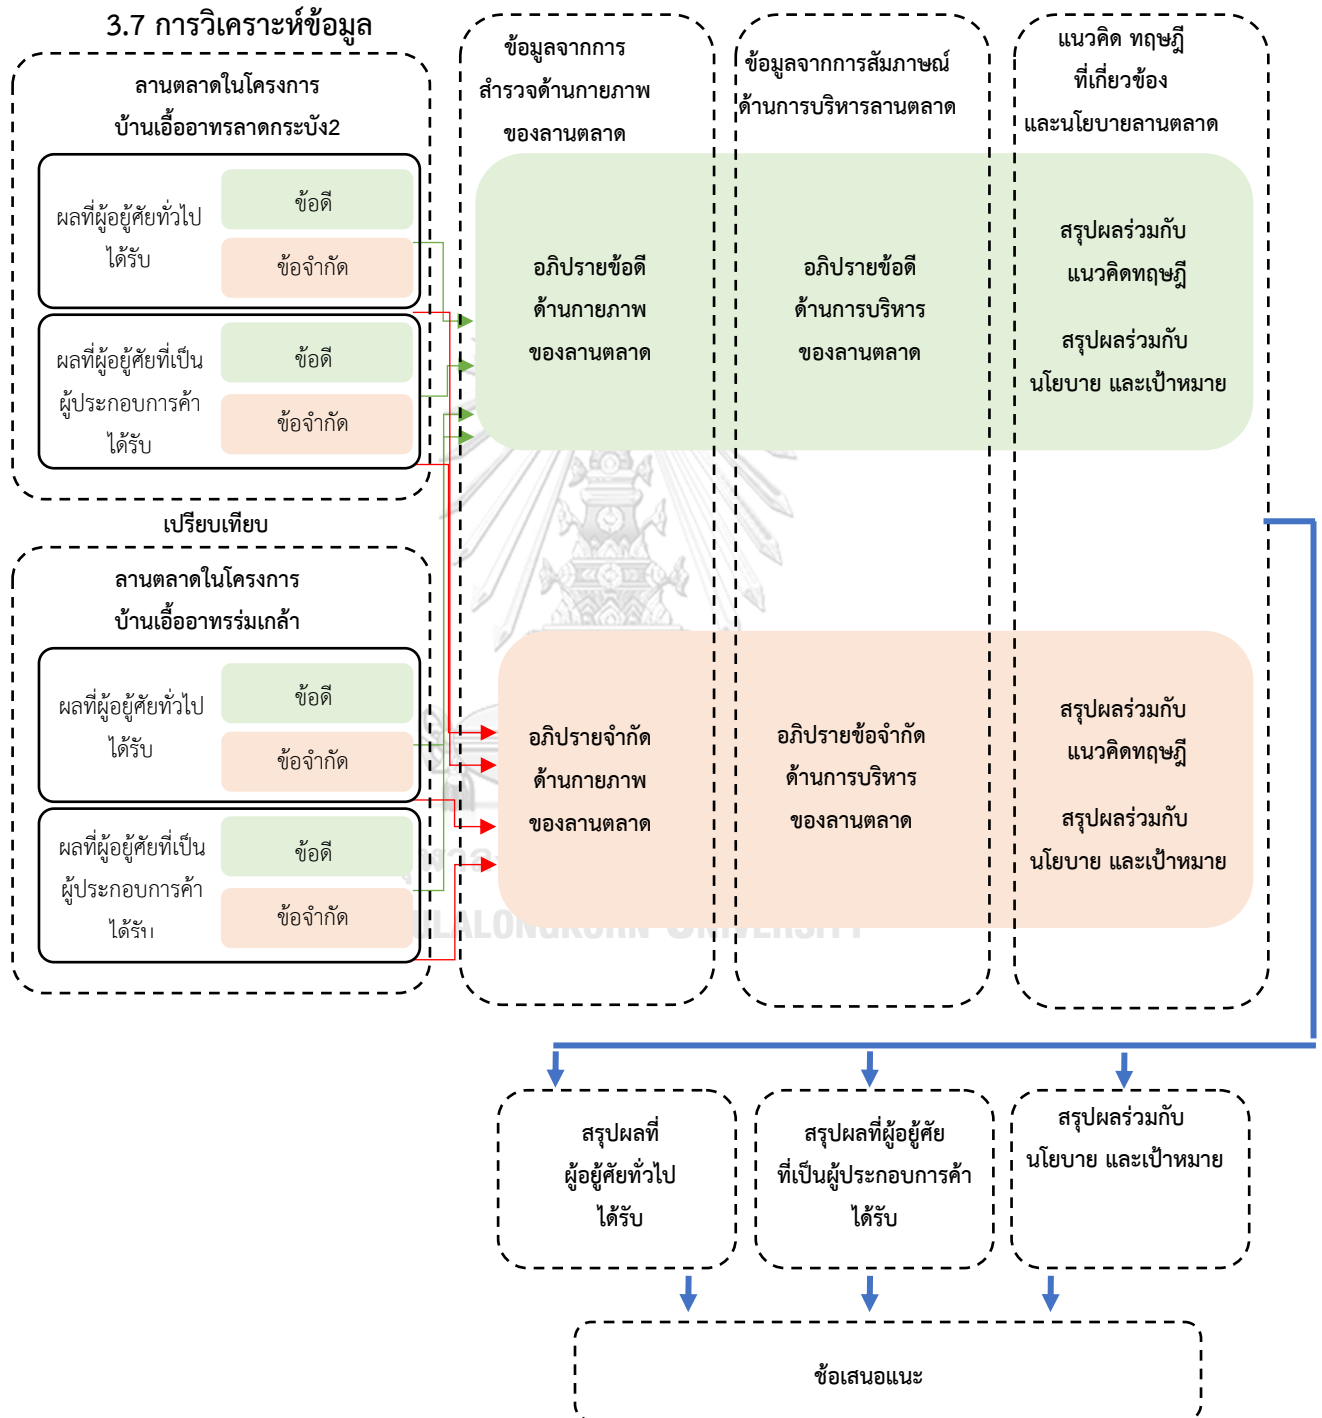 3.7 การวิเคราะห์ข้อมูล
ลานตลาดในโครงการ
บ้านเอื้ออาทรลาดกระบัง2
ผลที่ผู้อยู้ศัยทั่วไป
ได้รับ
ข้อดี
ข้อจำกัด
ผลที่ผู้อยู้ศัยที่เป็น
ผู้ประกอบการค้า
ได้รับ
ข้อดี
ข้อจำกัด
เปรียบเทียบ
ลานตลาดในโครงการ
บ้านเอื้ออาทรร่มเกล้า
ผลที่ผู้อยู้ศัยทั่วไป
ได้รับ
ข้อดี
ข้อจำกัด
ผลที่ผู้อยู้ศัยที่เป็น
ผู้ประกอบการค้า
ได้รับ
ข้อดี
ข้อจำกัด
ข้อมูลจากการ
สำรวจด้านกายภาพ
ของลานตลาด
ข้อมูลจากการสัมภาษณ์
ด้านการบริหารลานตลาด
แนวคิด ทฤษฎี
ที่เกี่ยวข้อง
และนโยบายลานตลาด
อภิปรายข้อดี
ด้านกายภาพ
ของลานตลาด
อภิปรายข้อดี
ด้านการบริหาร
ของลานตลาด
สรุปผลร่วมกับ
แนวคิดทฤษฎี
สรุปผลร่วมกับ
นโยบาย และเป้าหมาย
อภิปรายจำกัด
ด้านกายภาพ
ของลานตลาด
อภิปรายข้อจำกัด
ด้านการบริหาร
ของลานตลาด
สรุปผลร่วมกับ
แนวคิดทฤษฎี
สรุปผลร่วมกับ
นโยบาย และเป้าหมาย
สรุปผลที่
ผู้อยู้ศัยทั่วไป
ได้รับ
สรุปผลที่ผู้อยู้ศัย
ที่เป็นผู้ประกอบการค้า
ได้รับ
สรุปผลร่วมกับ
นโยบาย และเป้าหมาย
ช้อเสนอแนะ